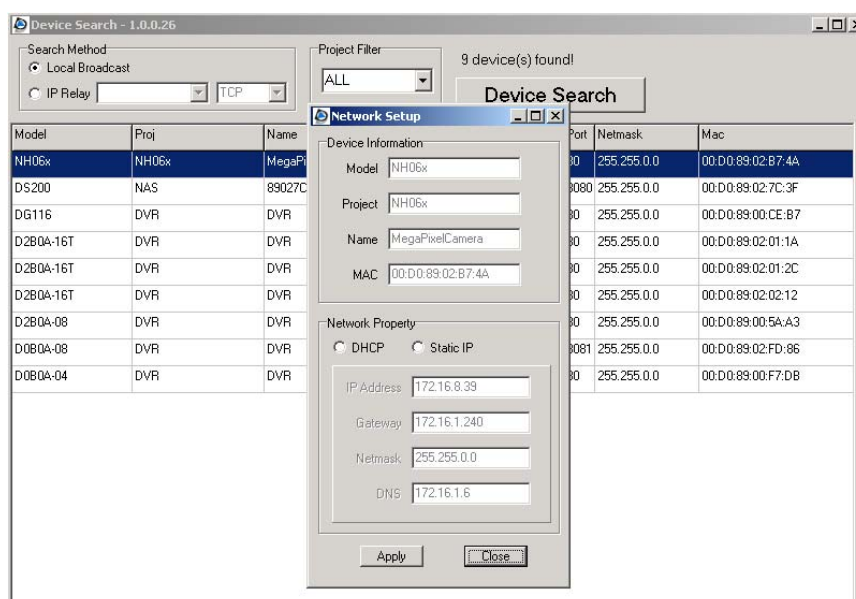 Device Search - 1.0.0.26
Search Method
Local Broadcast
IP Relay TCP
Project Filter
ALL
9 device(s) found!
Device Search
Model Proj Name Port Netmask Mac
NH06x NH06x 255.255.0.0 00:D0:89:02:B7:4A
DS200 NAS 255.255.0.0 00:D0:89:02:7C:3F
DG116 DVR DVR 255.255.0.0 00:D0:89:00:CE:B7
D2B0A-16T DVR DVR 255.255.0.0 00:D0:89:02:01:1A
D2B0A-16T DVR DVR 255.255.0.0 00:D0:89:02:01:2C
D2B0A-16T DVR DVR 255.255.0.0 00:D0:89:02:02:12
D2B0A-08 DVR DVR 255.255.0.0 00:D0:89:00:5A:A3
D0B0A-08 DVR DVR 255.255.0.0 00:D0:89:02:FD:86
D0B0A-04 DVR DVR 255.255.0.0 00:D0:89:00:F7:DB
Network Setup
Device Information
Model NH06x
Project NH06x
Name MegaPixelCamera
MAC 00:D0:89:02:B7:4A
Network Property
DHCP Static IP
IP Address 172.16.8.39
Gateway 172.16.1.240
Netmask 255.255.0.0
DNS 172.16.1.6
Apply Close